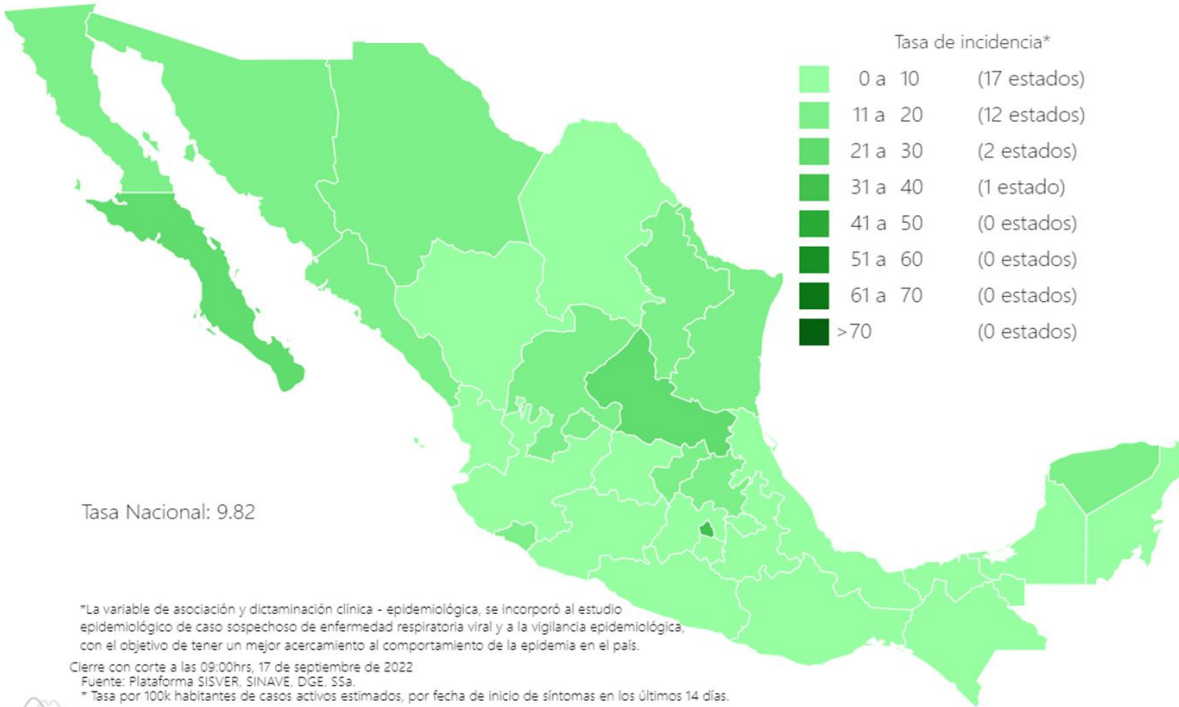 Tasa de incidencia*
0 a 10 (17 estados)
11 a 20 (12 estados)
21 a 30 (2 estados)
31 a 40 (1 estado)
41 a 50 (0 estados)
51 a 60 (0 estados)
61 a 70 (0 estados)
>70 (0 estados)
Tasa Nacional: 9.82
*La variable de asociación y dictaminación clínica - epidemiológica, se incorporó al estudio
epidemiológico de caso sospechoso de enfermedad respiratoria viral y a la vigilancia epidemiológica,
con el objetivo de tener un mejor acercamiento al comportamiento de la epidemia en el país.
Cierre con corte a las 09:00hrs, 17 de septiembre de 2022
Fuente: Plataforma SISVER, SINAVE, DGE, SSa.
* Tasa por 100k habitantes de casos activos estimados, por fecha de inicio de síntomas en los últimos 14 días.